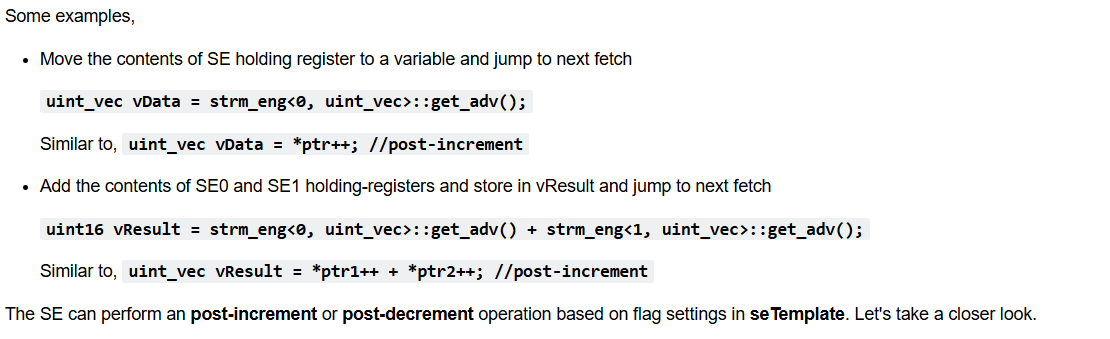 Some examples,
• Move the contents of SE holding register to a variable and jump to next fetch
uint_vec vData = strm_eng<0, uint_vec>::get_adv();
Similar to, uint_vec vData = *ptr++; //post-increment
• Add the contents of SE0 and SE1 holding-registers and store in vResult and jump to next fetch
uint16 vResult = strm_eng<0, uint_vec>::get_adv() + strm_eng<1, uint_vec>::get_adv();
Similar to, uint_vec vResult = *ptr1++ + *ptr2++; //post-increment
The SE can perform an post-increment or post-decrement operation based on flag settings in seTemplate. Let's take a closer look.